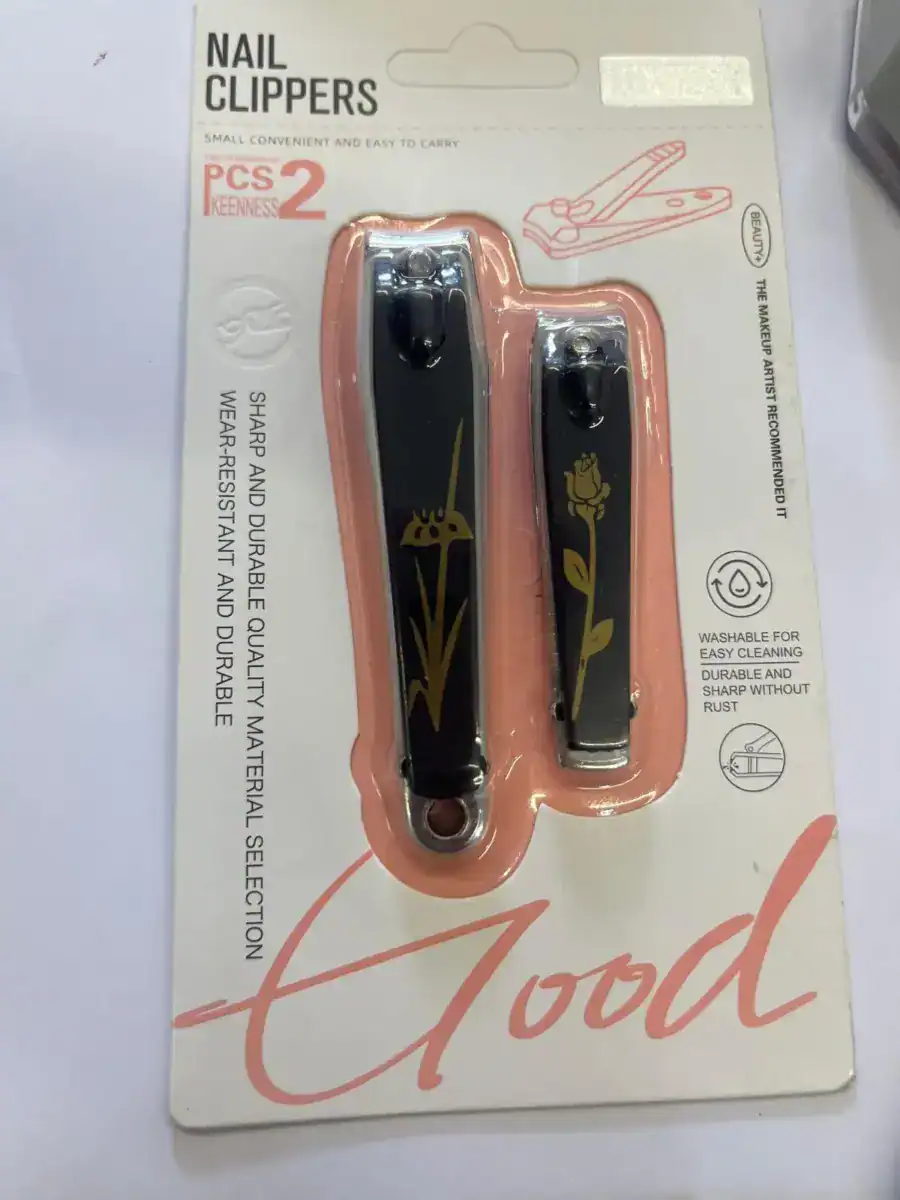 NAIL
CLIPPERS
SMALL CONVENIENT AND EASY TO CARRY
PCS 2
KEENNESS
BEAUTY+
THE MAKEUP ARTIST RECOMMENDED IT
SHARP AND DURABLE QUALITY MATERIAL SELECTION
WEAR-RESISTANT AND DURABLE
WASHABLE FOR
EASY CLEANING
DURABLE AND
SHARP WITHOUT
RUST
Good
5